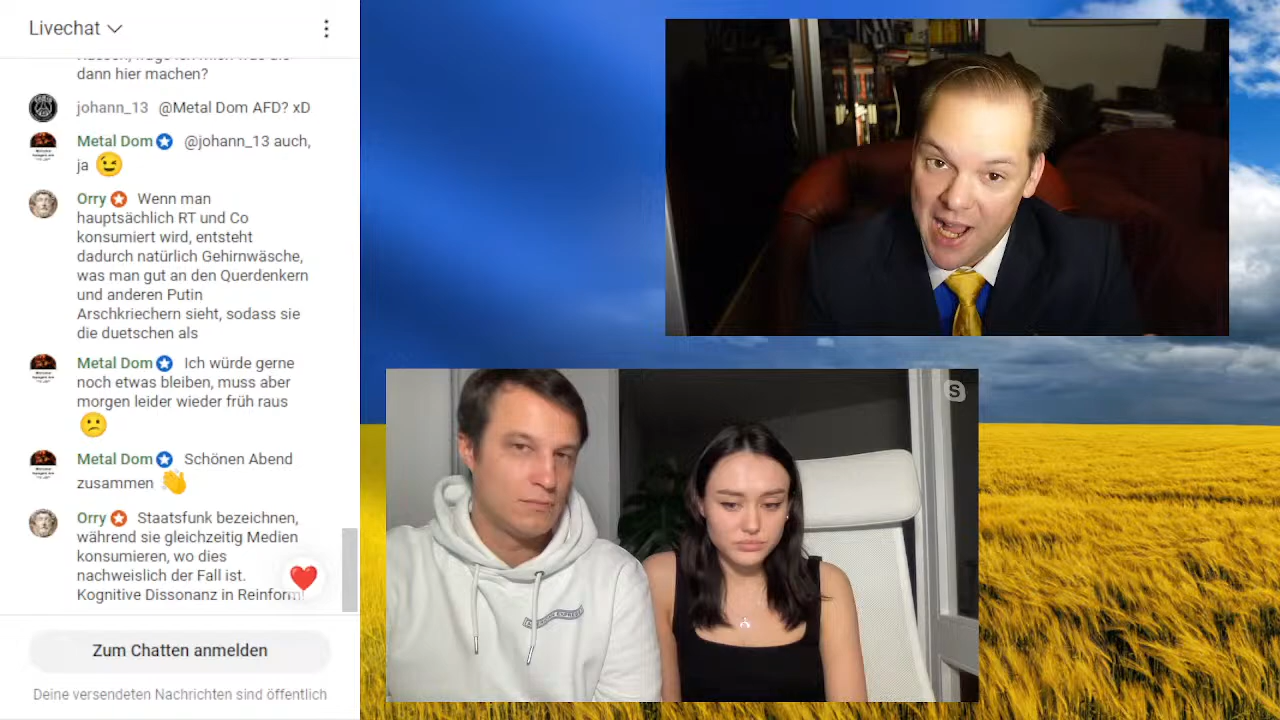 Livechat
dann hier machen?
johann_13 @Metal Dom AFD? xD
Metal Dom @johann_13 auch,
ja
Orry Wenn man
hauptsächlich RT und Co
konsumiert wird, entsteht
dadurch natürlich Gehirnwäsche,
was man gut an den Querdenkern
und anderen Putin
Arschkriechern sieht, sodass sie
die duetschen als
Metal Dom Ich würde gerne
noch etwas bleiben, muss aber
morgen leider wieder früh raus
Metal Dom Schönen Abend
zusammen
Orry Staatsfunk bezeichnen,
während sie gleichzeitig Medien
konsumieren, wo dies
nachweislich der Fall ist.
Kognitive Dissonanz in Reinform!
Zum Chatten anmelden
Deine versendeten Nachrichten sind öffentlich
S